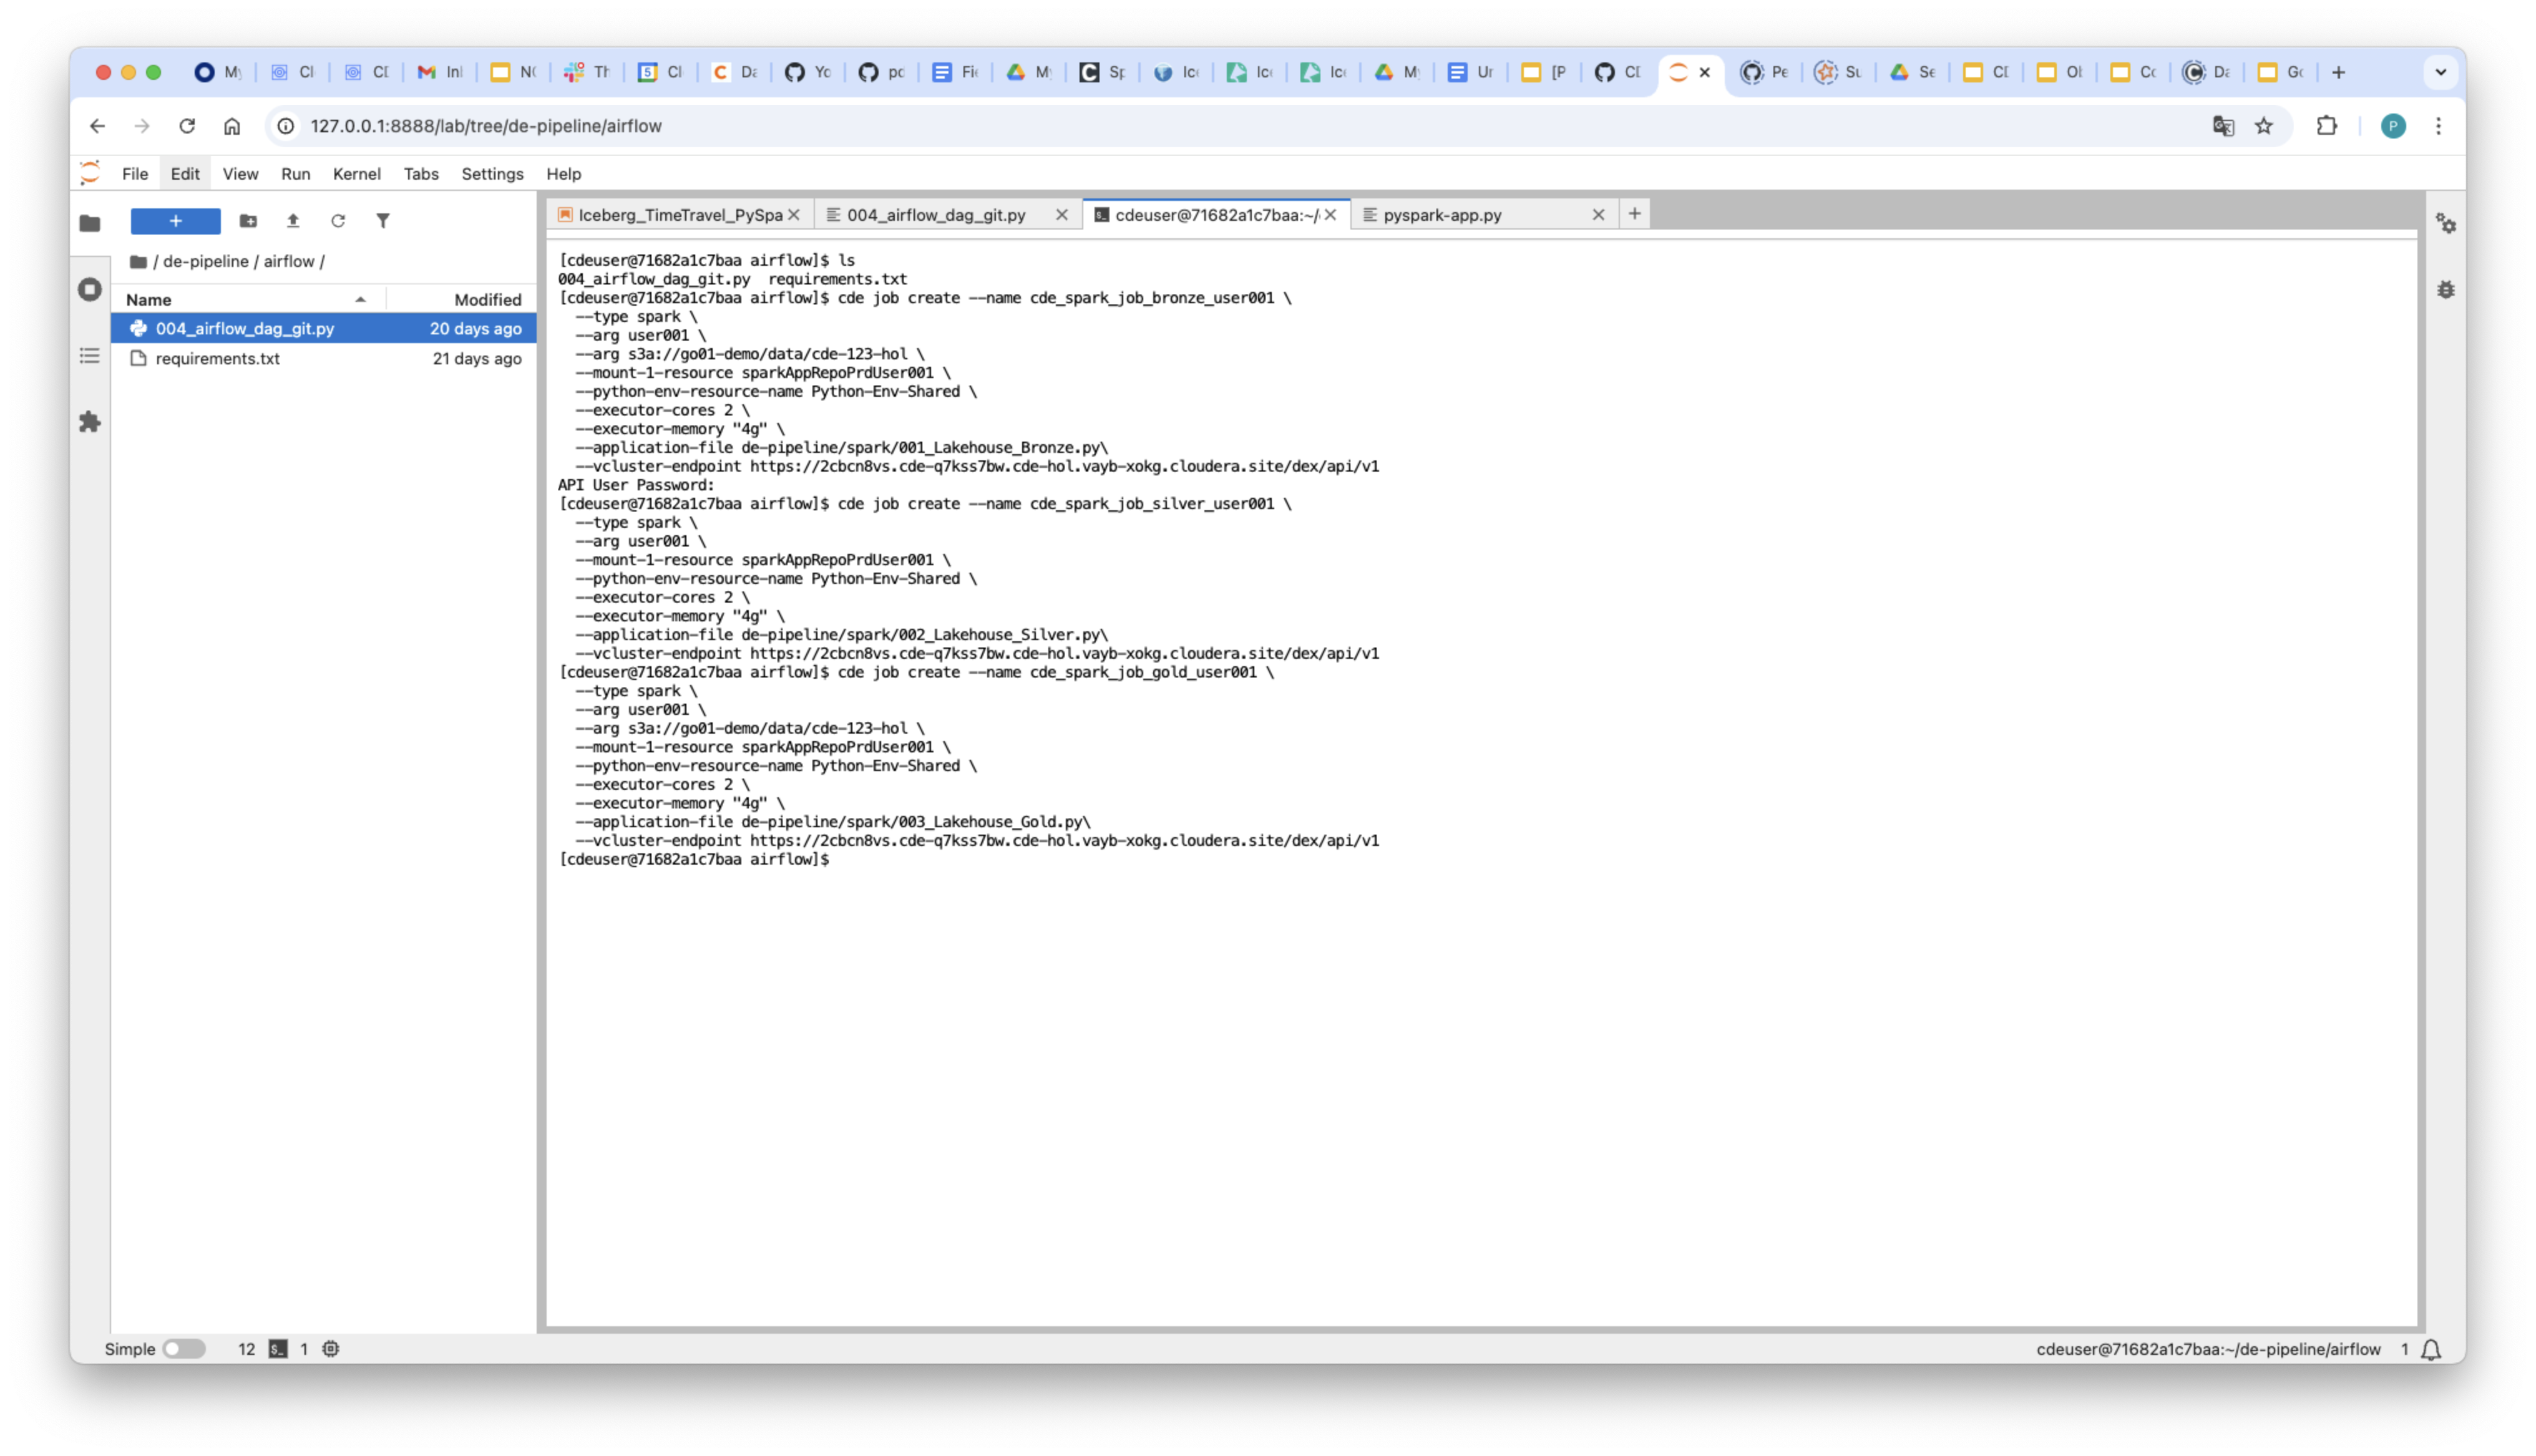 M
Cl
CD
Inl
N
Th
5
Cl
Da
Yo
pc
Fi
M
Sp
Ice
Ice
Ice
M
Ur
[P
CD
Pe
Su
Se
CD
Ol
Cc
Da
Go
127.0.0.1:8888/lab/tree/de-pipeline/airflow
P
File Edit View Run Kernel Tabs Settings Help
Iceberg_TimeTravel_PySpa
004_airflow_dag_git.py
cdeuser@71682a1c7baa:~/
pyspark-app.py
/ de-pipeline / airflow /
Name Modified
004_airflow_dag_git.py 20 days ago
requirements.txt 21 days ago
[cdeuser@71682a1c7baa airflow]$ ls
004_airflow_dag_git.py  requirements.txt
[cdeuser@71682a1c7baa airflow]$ cde job create --name cde_spark_job_bronze_user001 \
  --type spark \
  --arg user001 \
  --arg s3a://go01-demo/data/cde-123-hol \
  --mount-1-resource sparkAppRepoPrdUser001 \
  --python-env-resource-name Python-Env-Shared \
  --executor-cores 2 \
  --executor-memory "4g" \
  --application-file de-pipeline/spark/001_Lakehouse_Bronze.py\
  --vcluster-endpoint https://2cbcn8vs.cde-q7kss7bw.cde-hol.vayb-xokg.cloudera.site/dex/api/v1
API User Password:
[cdeuser@71682a1c7baa airflow]$ cde job create --name cde_spark_job_silver_user001 \
  --type spark \
  --arg user001 \
  --mount-1-resource sparkAppRepoPrdUser001 \
  --python-env-resource-name Python-Env-Shared \
  --executor-cores 2 \
  --executor-memory "4g" \
  --application-file de-pipeline/spark/002_Lakehouse_Silver.py\
  --vcluster-endpoint https://2cbcn8vs.cde-q7kss7bw.cde-hol.vayb-xokg.cloudera.site/dex/api/v1
[cdeuser@71682a1c7baa airflow]$ cde job create --name cde_spark_job_gold_user001 \
  --type spark \
  --arg user001 \
  --arg s3a://go01-demo/data/cde-123-hol \
  --mount-1-resource sparkAppRepoPrdUser001 \
  --python-env-resource-name Python-Env-Shared \
  --executor-cores 2 \
  --executor-memory "4g" \
  --application-file de-pipeline/spark/003_Lakehouse_Gold.py\
  --vcluster-endpoint https://2cbcn8vs.cde-q7kss7bw.cde-hol.vayb-xokg.cloudera.site/dex/api/v1
[cdeuser@71682a1c7baa airflow]$
Simple 12 $_ 1
cdeuser@71682a1c7baa:~/de-pipeline/airflow 1